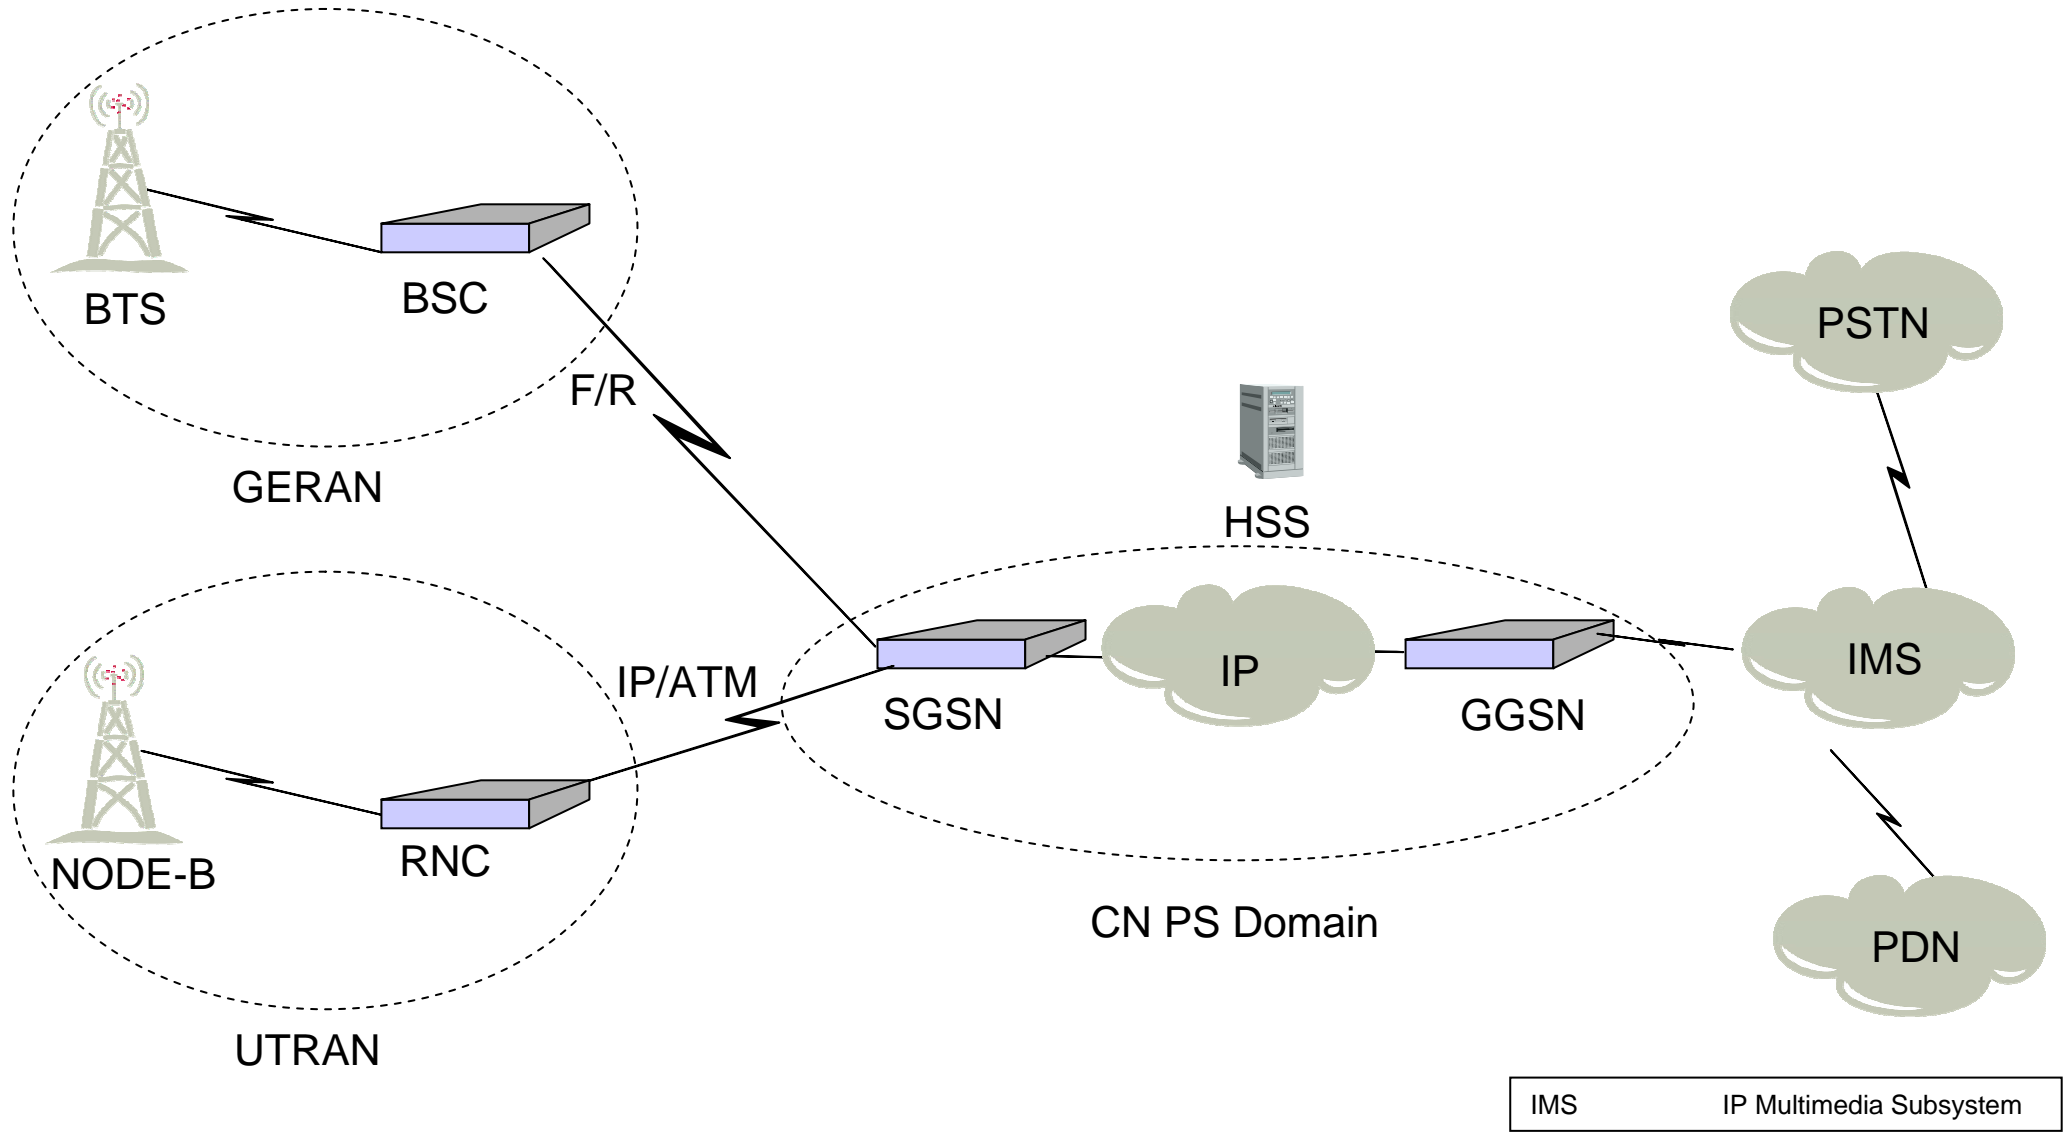 BTS
BSC
F/R
GERAN
PSTN
HSS
NODE-B
RNC
IP/ATM
SGSN
IP
GGSN
IMS
UTRAN
CN PS Domain
PDN
IMS IP Multimedia Subsystem